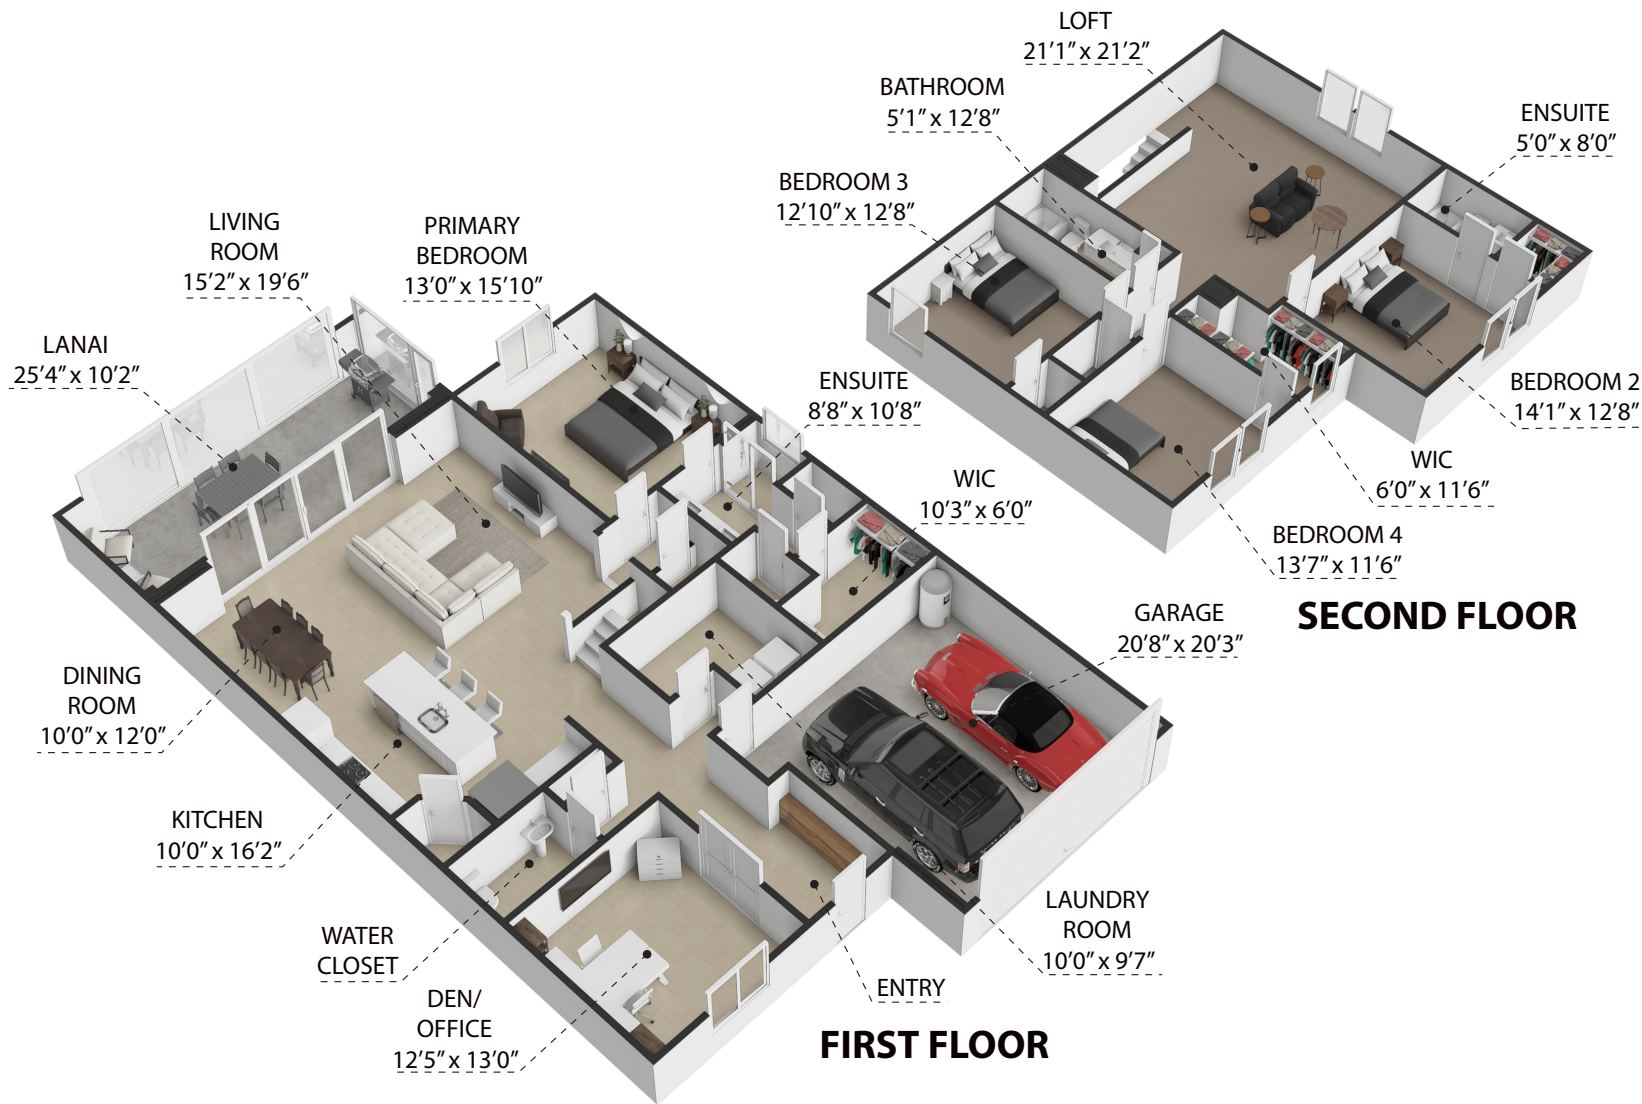 LOFT
21’1” x 21’2”
BATHROOM
5’1” x 12’8”
ENSUITE
5’0” x 8’0”
BEDROOM 3
12’10” x 12’8”
LIVING
ROOM
15’2” x 19’6”
PRIMARY
BEDROOM
13’0” x 15’10”
LANAI
25’4” x 10’2”
ENSUITE
8’8” x 10’8”
BEDROOM 2
14’1” x 12’8”
WIC
6’0” x 11’6”
WIC
10’3” x 6’0”
BEDROOM 4
13’7” x 11’6”
SECOND FLOOR
GARAGE
20’8” x 20’3”
DINING
ROOM
10’0” x 12’0”
KITCHEN
10’0” x 16’2”
LAUNDRY
ROOM
10’0” x 9’7”
WATER
CLOSET
ENTRY
DEN/
OFFICE
12’5” x 13’0”
FIRST FLOOR